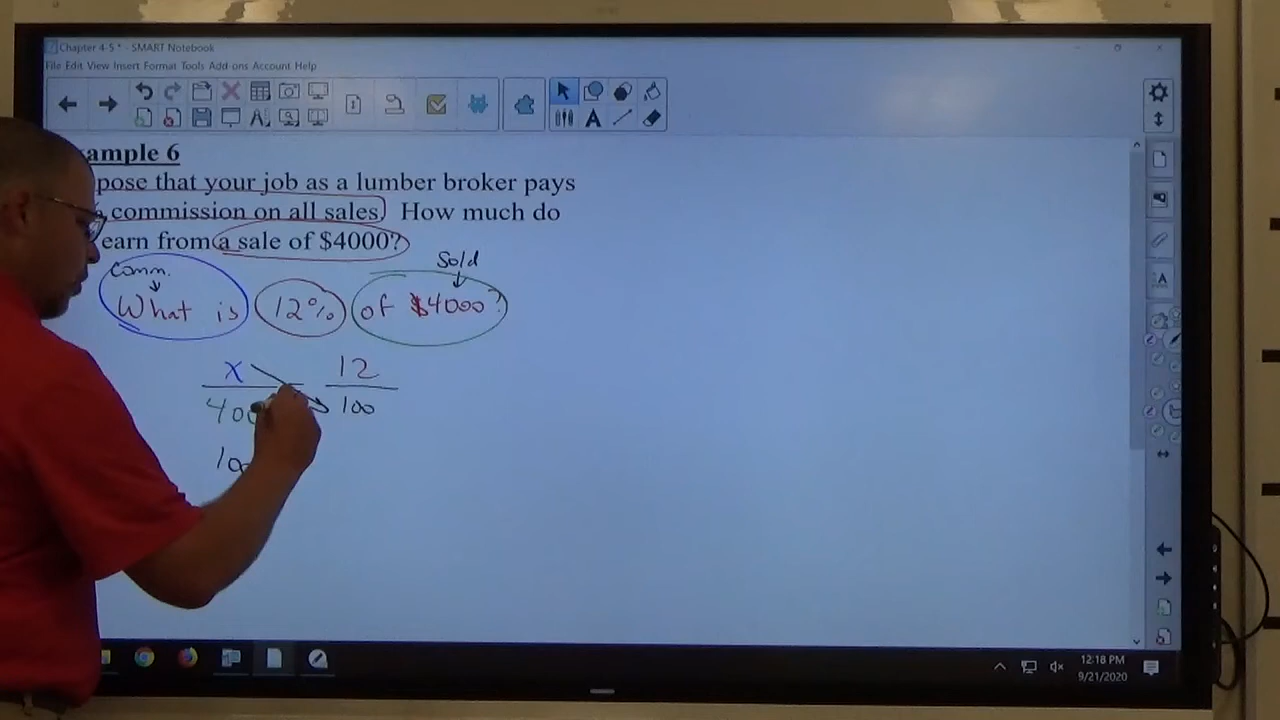 Chapter 4-5 * - SMART Notebook
File Edit View Insert Format Tools Add-ons Account Help
ample 6
pose that your job as a lumber broker pays
commission on all sales. How much do
earn from a sale of $4000?
Comm. Sold
What is 12% of $4000?
x 12
400 100
10
12:18 PM
9/21/2020